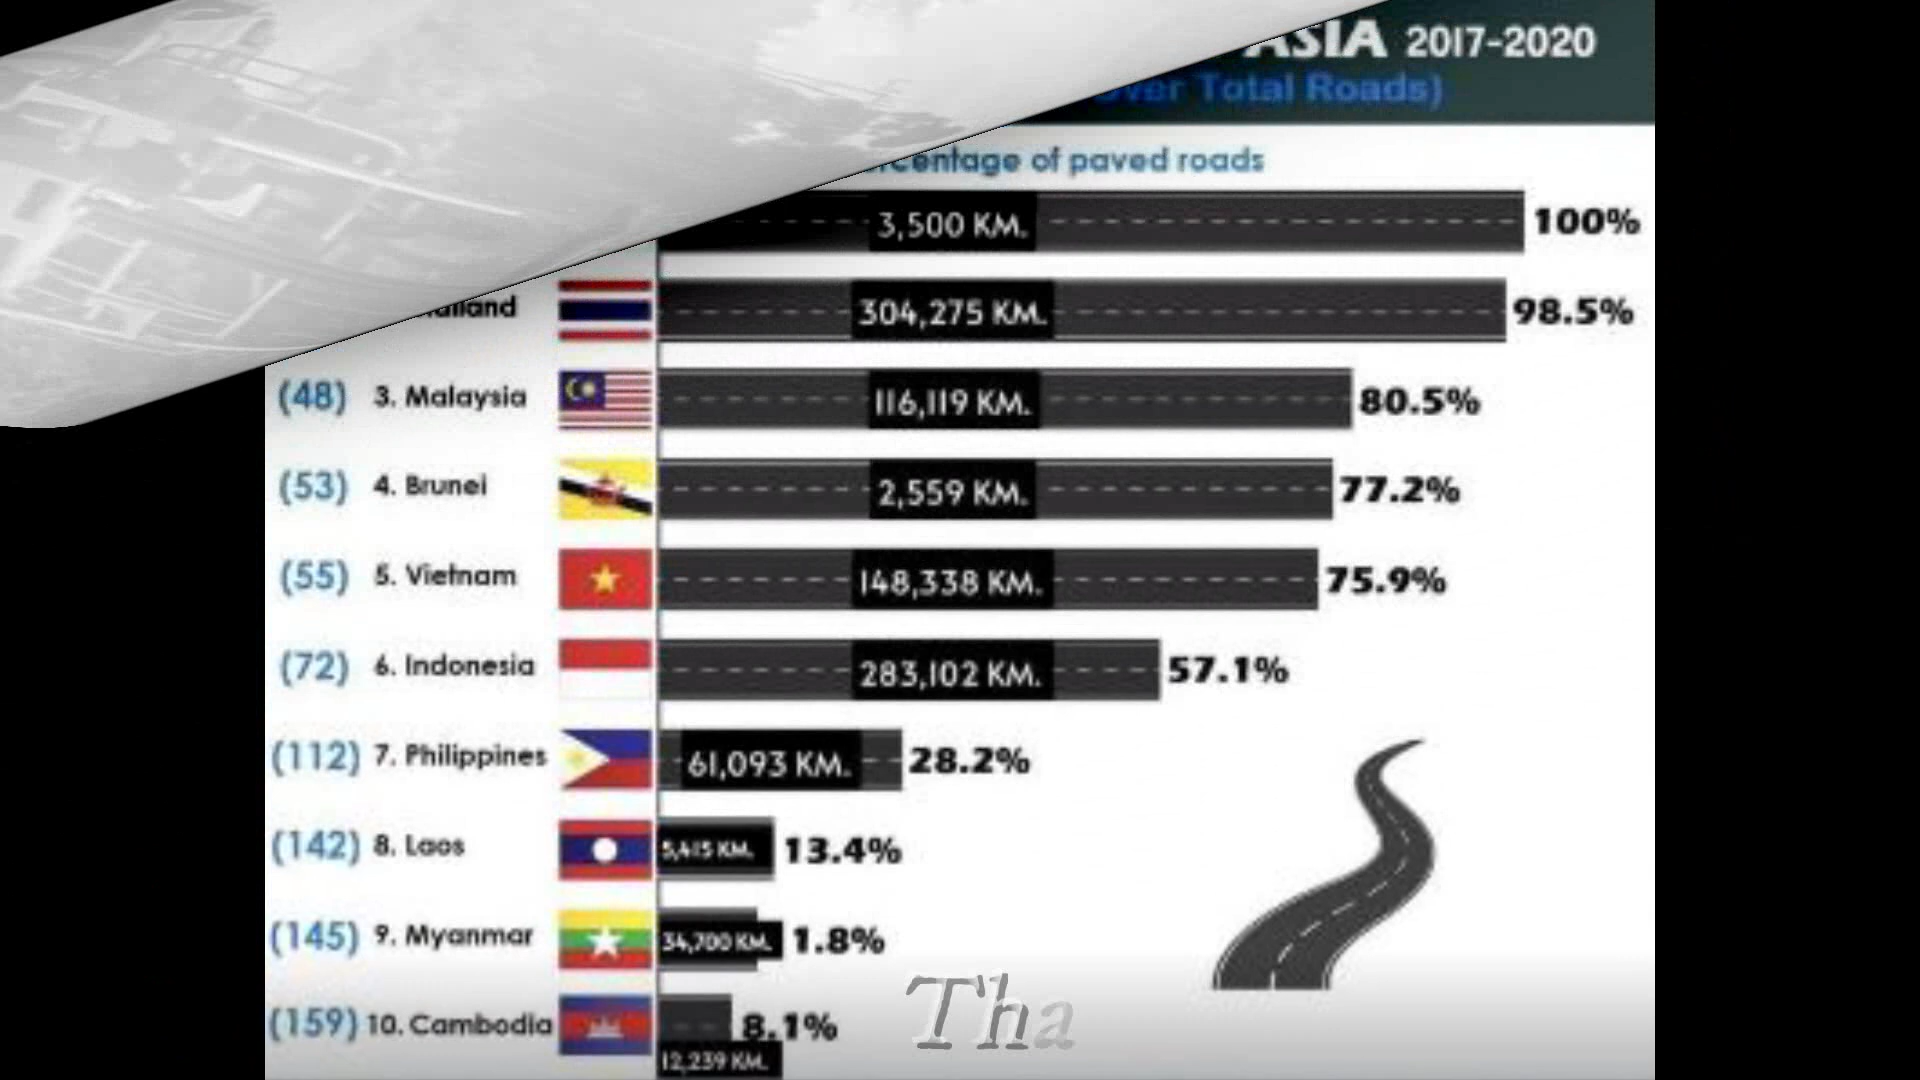 ASIA 2017-2020
Over Total Roads)
rcentage of paved roads
3,500 KM. 100%
ailand 304,275 KM. 98.5%
(48) 3. Malaysia 116,119 KM. 80.5%
(53) 4. Brunei 2,559 KM. 77.2%
(55) 5. Vietnam 148,338 KM. 75.9%
(72) 6. Indonesia 283,102 KM. 57.1%
(112) 7. Philippines 61,093 KM. 28.2%
(142) 8. Laos 5,415 KM. 13.4%
(145) 9. Myanmar 34,700 KM. 1.8%
(159) 10. Cambodia 8.1%
12,239 KM.
Tha